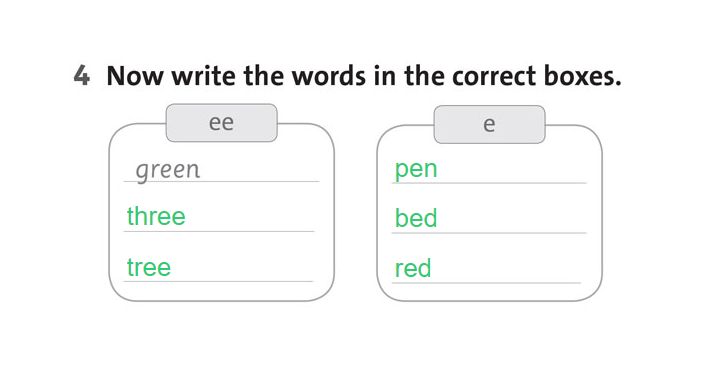 4 Now write the words in the correct boxes.
ee
green
three
tree
e
pen
bed
red